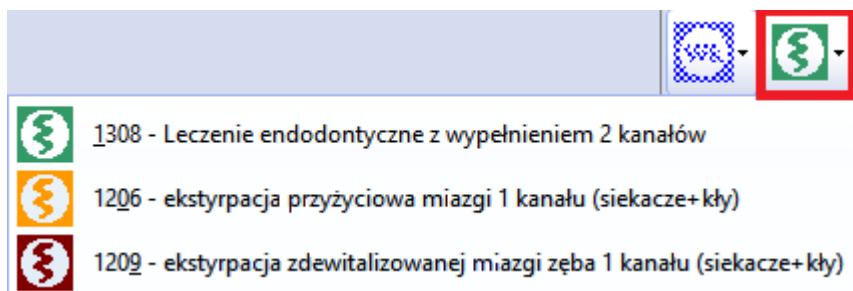 1308 - Leczenie endodontyczne z wypełnieniem 2 kanałów
1206 - ekstyrpacja przyżyciowa miazgi 1 kanału (siekacze+kły)
1209 - ekstyrpacja zdewitalizowanej miazgi zęba 1 kanału (siekacze+kły)